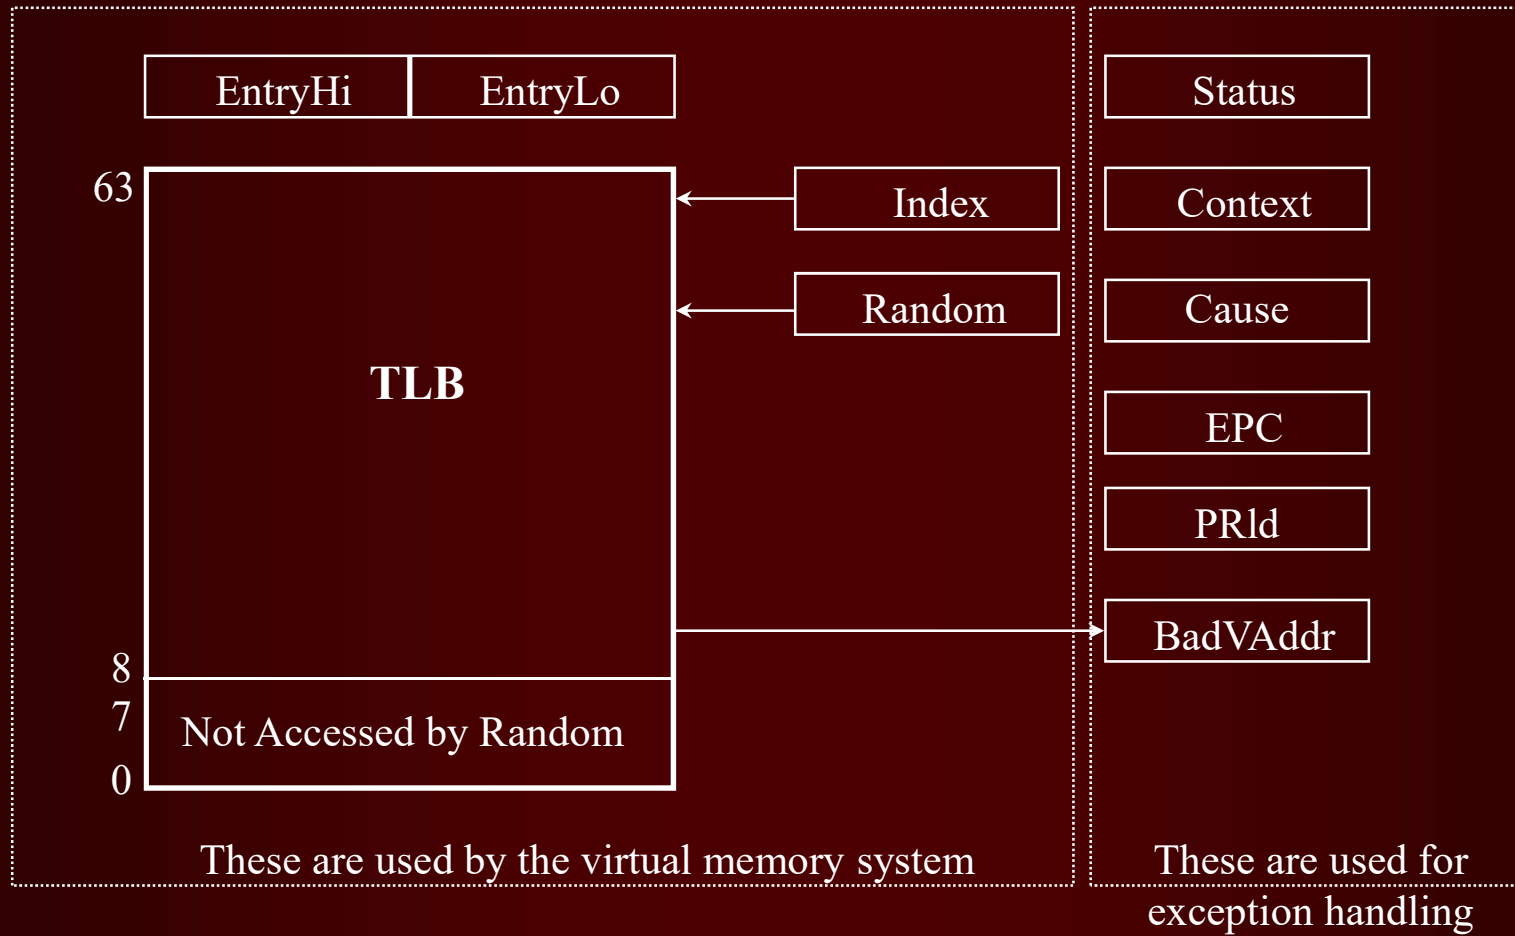 EntryHi
EntryLo
Status
63
Index
Context
Random
Cause
TLB
EPC
PRld
BadVAddr
8
7
Not Accessed by Random
0
These are used by the virtual memory system
These are used for
exception handling